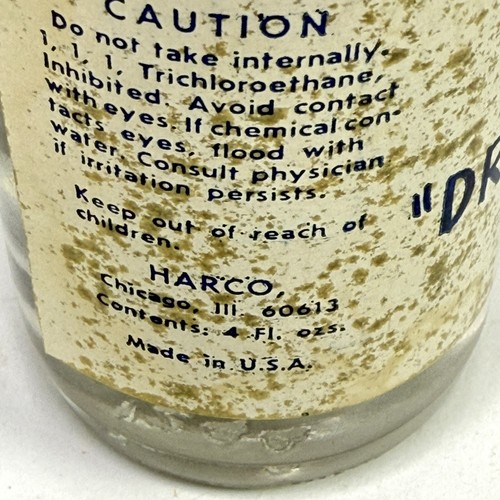 CAUTION
Do not take internally.
1, 1, 1, Trichloroethane,
Inhibited. Avoid contact
with eyes. If chemical con-
tacts eyes, flood with
water. Consult physician
if irritation persists.
Keep out of reach of
children.
HARCO,
Chicago, Ill. 60613
Contents: 4 Fl. ozs.
Made in U.S.A.
"DR